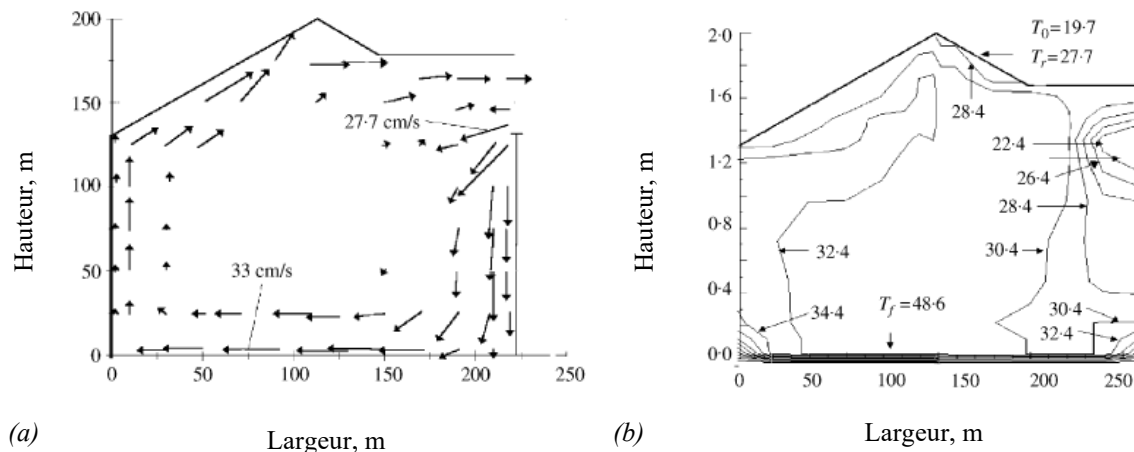 200
150
100
50
0
Hauteur, m
27·7 cm/s
33 cm/s
0
50
100
150
200
250
(a)
Largeur, m
2·0
1·6
1·2
0·8
0·4
0·0
Hauteur, m
T0=19·7
Tr=27·7
28·4
22·4
26·4
28·4
32·4
30·4
34·4
Tf=48·6
30·4
32·4
0
50
100
150
200
250
(b)
Largeur, m